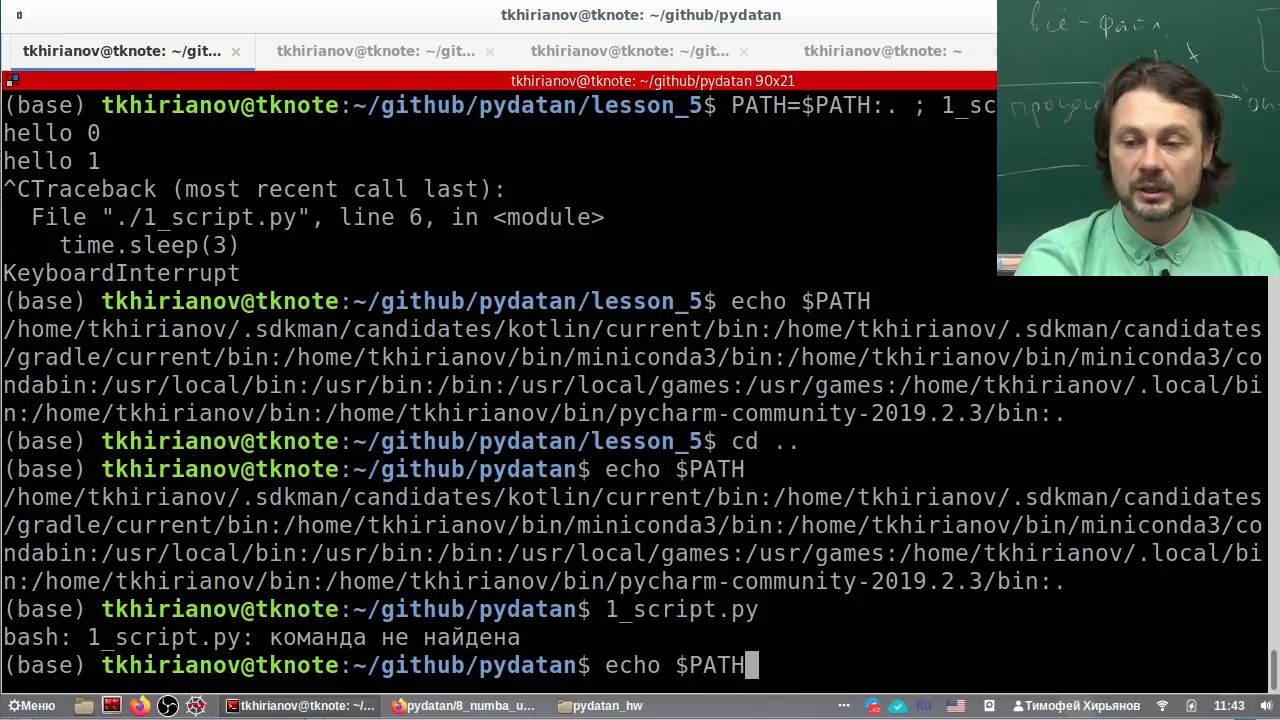 tkhirianov@tknote: ~/github/pydatan
tkhirianov@tknote: ~/git… × tkhirianov@tknote: ~/git… × tkhirianov@tknote: ~/git… × tkhirianov@tknote: ~
tkhirianov@tknote: ~/github/pydatan 90x21
(base) tkhirianov@tknote:~/github/pydatan/lesson_5$ PATH=$PATH:. ; 1_sc
hello 0
hello 1
^CTraceback (most recent call last):
  File "./1_script.py", line 6, in <module>
    time.sleep(3)
KeyboardInterrupt
(base) tkhirianov@tknote:~/github/pydatan/lesson_5$ echo $PATH
/home/tkhirianov/.sdkman/candidates/kotlin/current/bin:/home/tkhirianov/.sdkman/candidates
/gradle/current/bin:/home/tkhirianov/bin/miniconda3/bin:/home/tkhirianov/bin/miniconda3/co
ndabin:/usr/local/bin:/usr/bin:/bin:/usr/local/games:/usr/games:/home/tkhirianov/.local/bi
n:/home/tkhirianov/bin:/home/tkhirianov/bin/pycharm-community-2019.2.3/bin:.
(base) tkhirianov@tknote:~/github/pydatan/lesson_5$ cd ..
(base) tkhirianov@tknote:~/github/pydatan$ echo $PATH
/home/tkhirianov/.sdkman/candidates/kotlin/current/bin:/home/tkhirianov/.sdkman/candidates
/gradle/current/bin:/home/tkhirianov/bin/miniconda3/bin:/home/tkhirianov/bin/miniconda3/co
ndabin:/usr/local/bin:/usr/bin:/bin:/usr/local/games:/usr/games:/home/tkhirianov/.local/bi
n:/home/tkhirianov/bin:/home/tkhirianov/bin/pycharm-community-2019.2.3/bin:.
(base) tkhirianov@tknote:~/github/pydatan$ 1_script.py
bash: 1_script.py: команда не найдена
(base) tkhirianov@tknote:~/github/pydatan$ echo $PATH
всё - файл
Меню tkhirianov@tknote: ~/… pydatan/8_numba_u… pydatan_hw … RU Тимофей Хирьянов 11:43